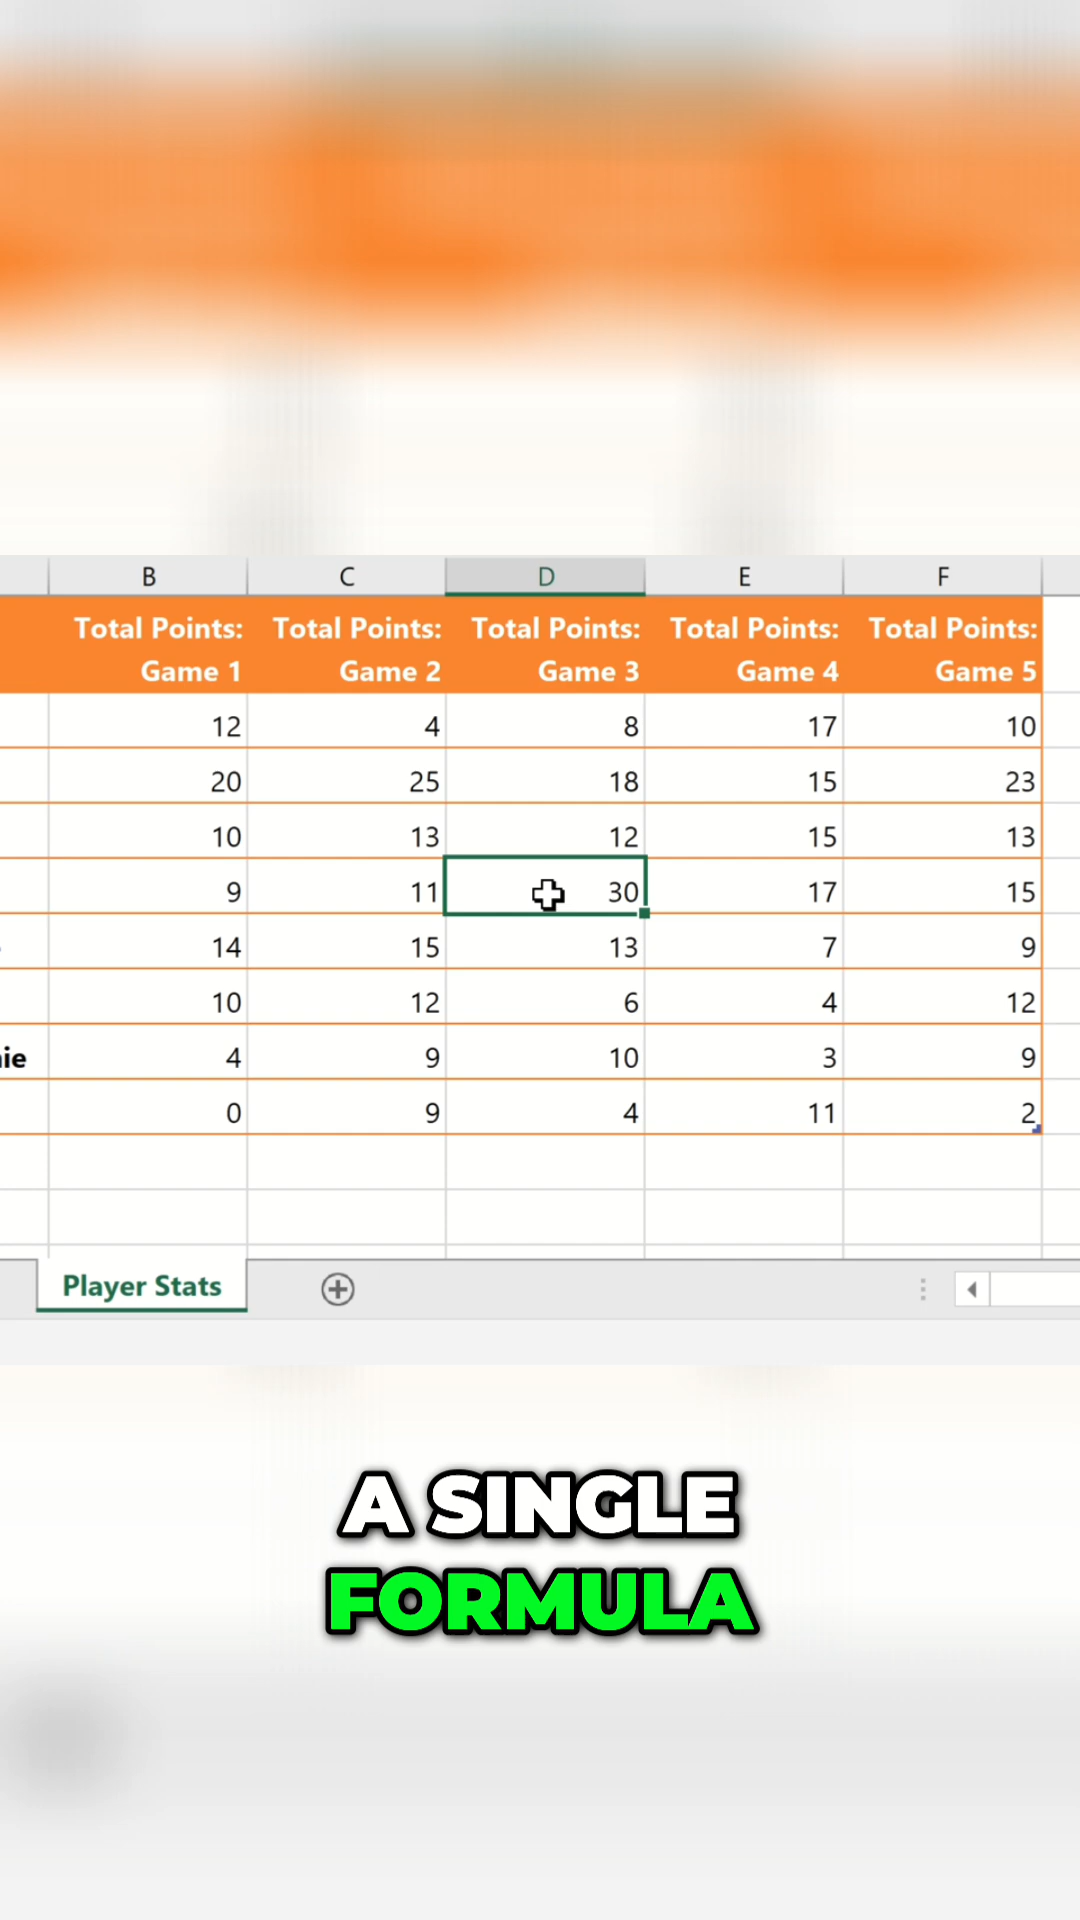 B C D E F
Total Points: Total Points: Total Points: Total Points: Total Points:
Game 1 Game 2 Game 3 Game 4 Game 5
12 4 8 17 10
20 25 18 15 23
10 13 12 15 13
9 11 30 17 15
14 15 13 7 9
10 12 6 4 12
ie 4 9 10 3 9
0 9 4 11 2
Player Stats
A SINGLE
FORMULA